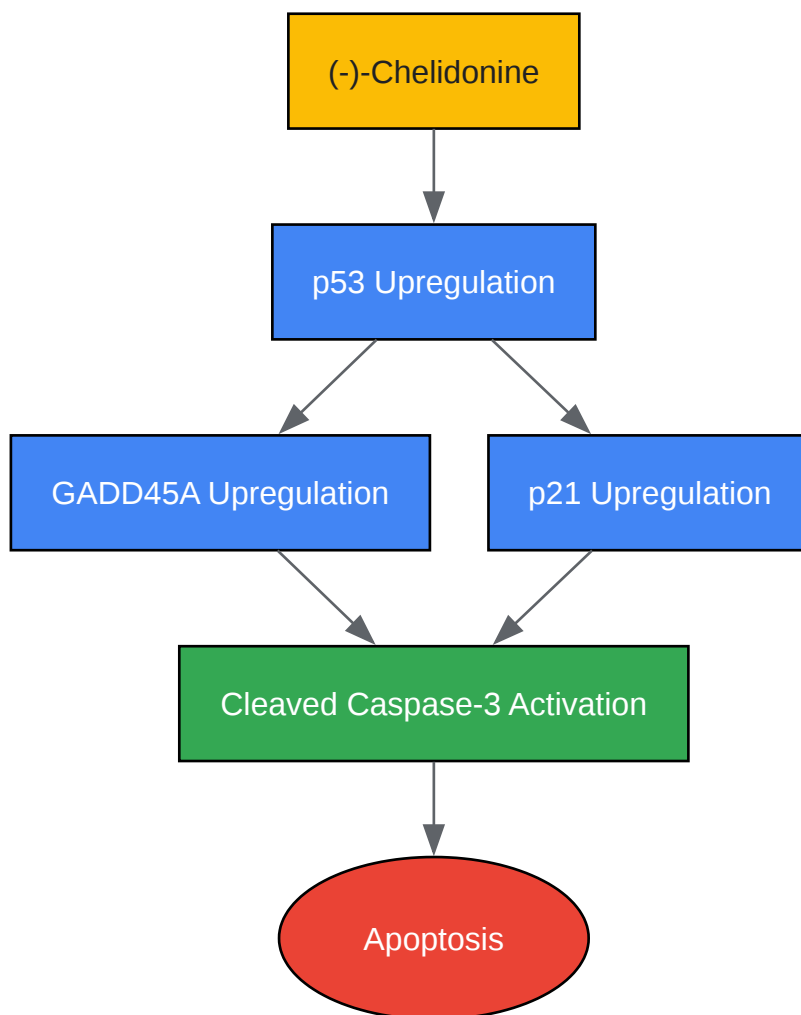 (-)-Chelidonine
p53 Upregulation
GADD45A Upregulation
p21 Upregulation
Cleaved Caspase-3 Activation
Apoptosis